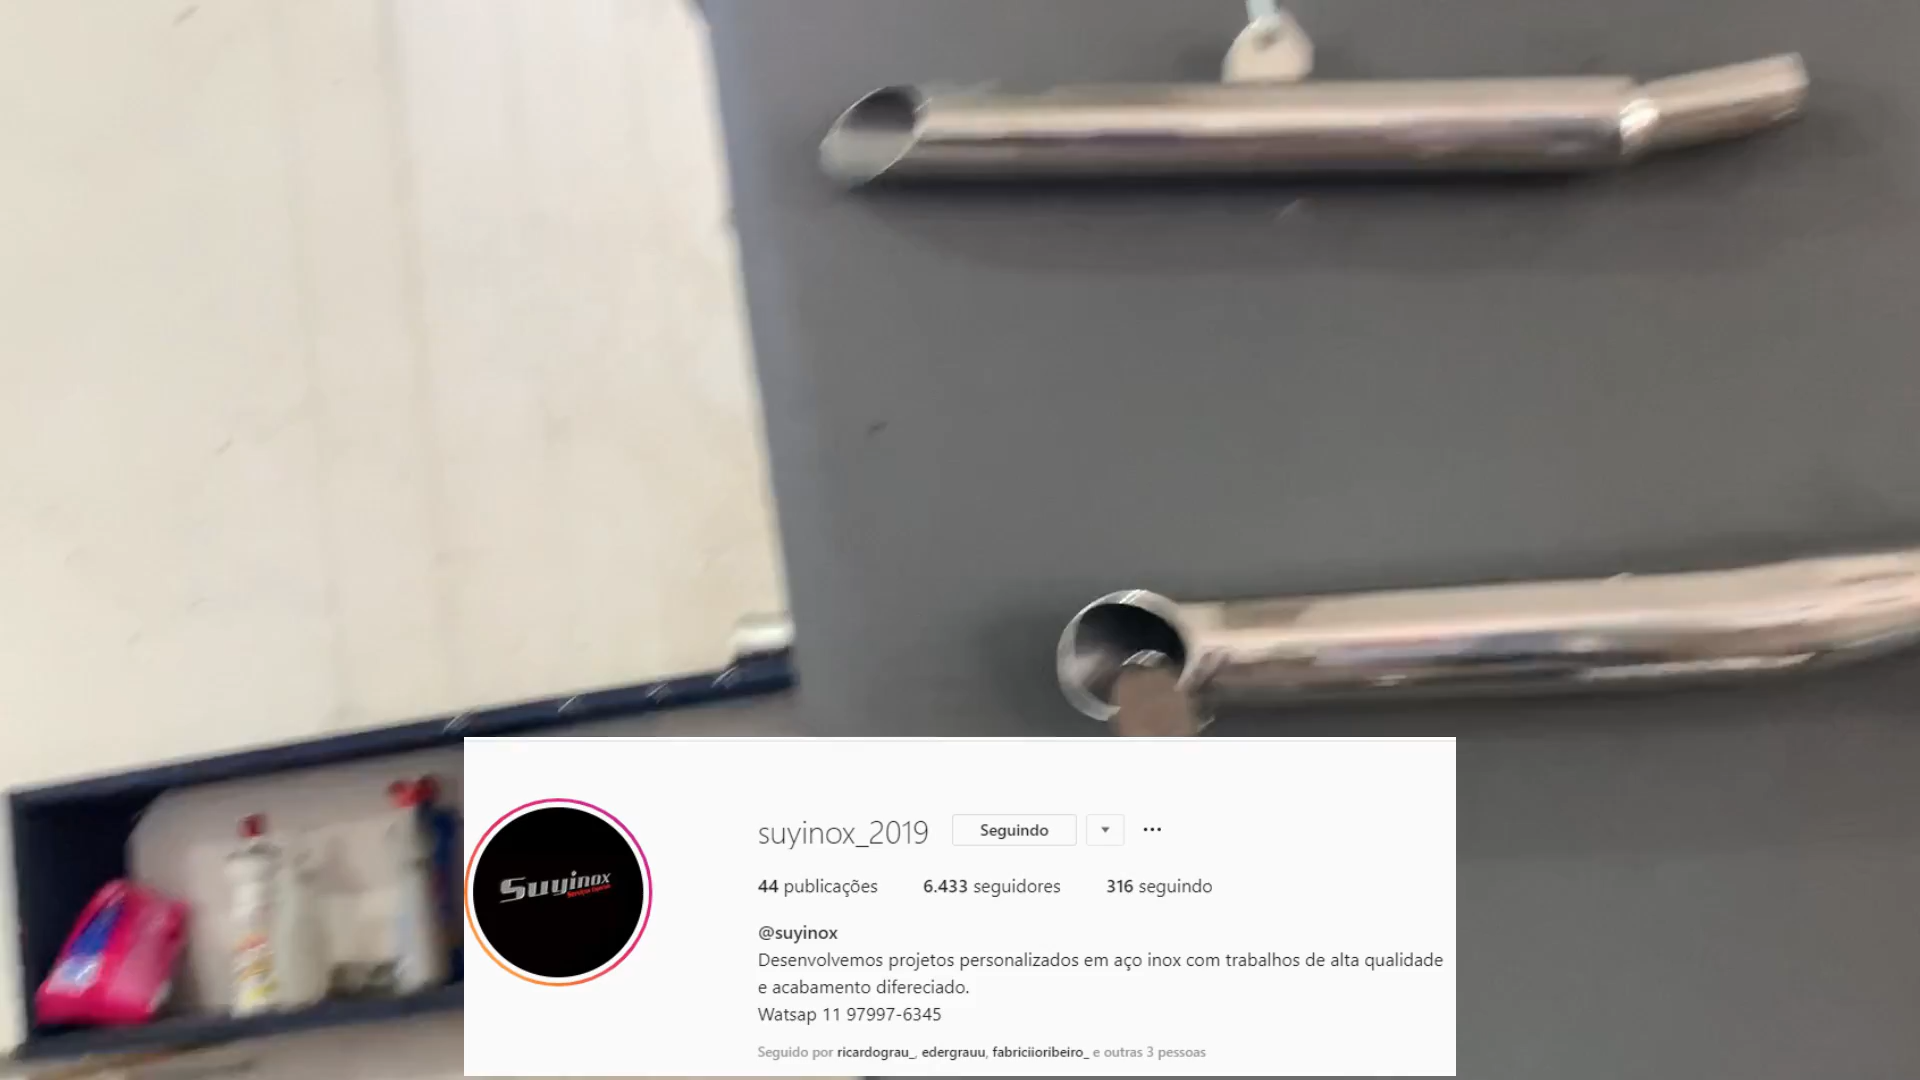 suyinox_2019
Seguindo
44 publicações
6.433 seguidores
316 seguindo
Suyinox
@suyinox
Desenvolvemos projetos personalizados em aço inox com trabalhos de alta qualidade
e acabamento difereciado.
Watsap 11 97997-6345
Seguido por ricardograu_, edergrauu, fabriciioribeiro_ e outras 3 pessoas